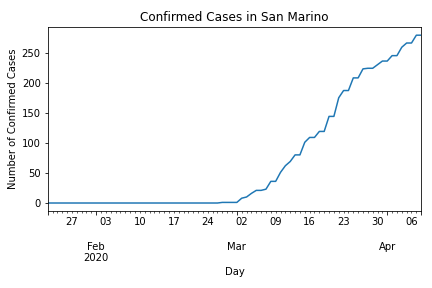 Confirmed Cases in San Marino
Number of Confirmed Cases
250
200
150
100
50
0
27 03 10 17 24 02 09 16 23 30 06
Feb Mar Apr
2020
Day